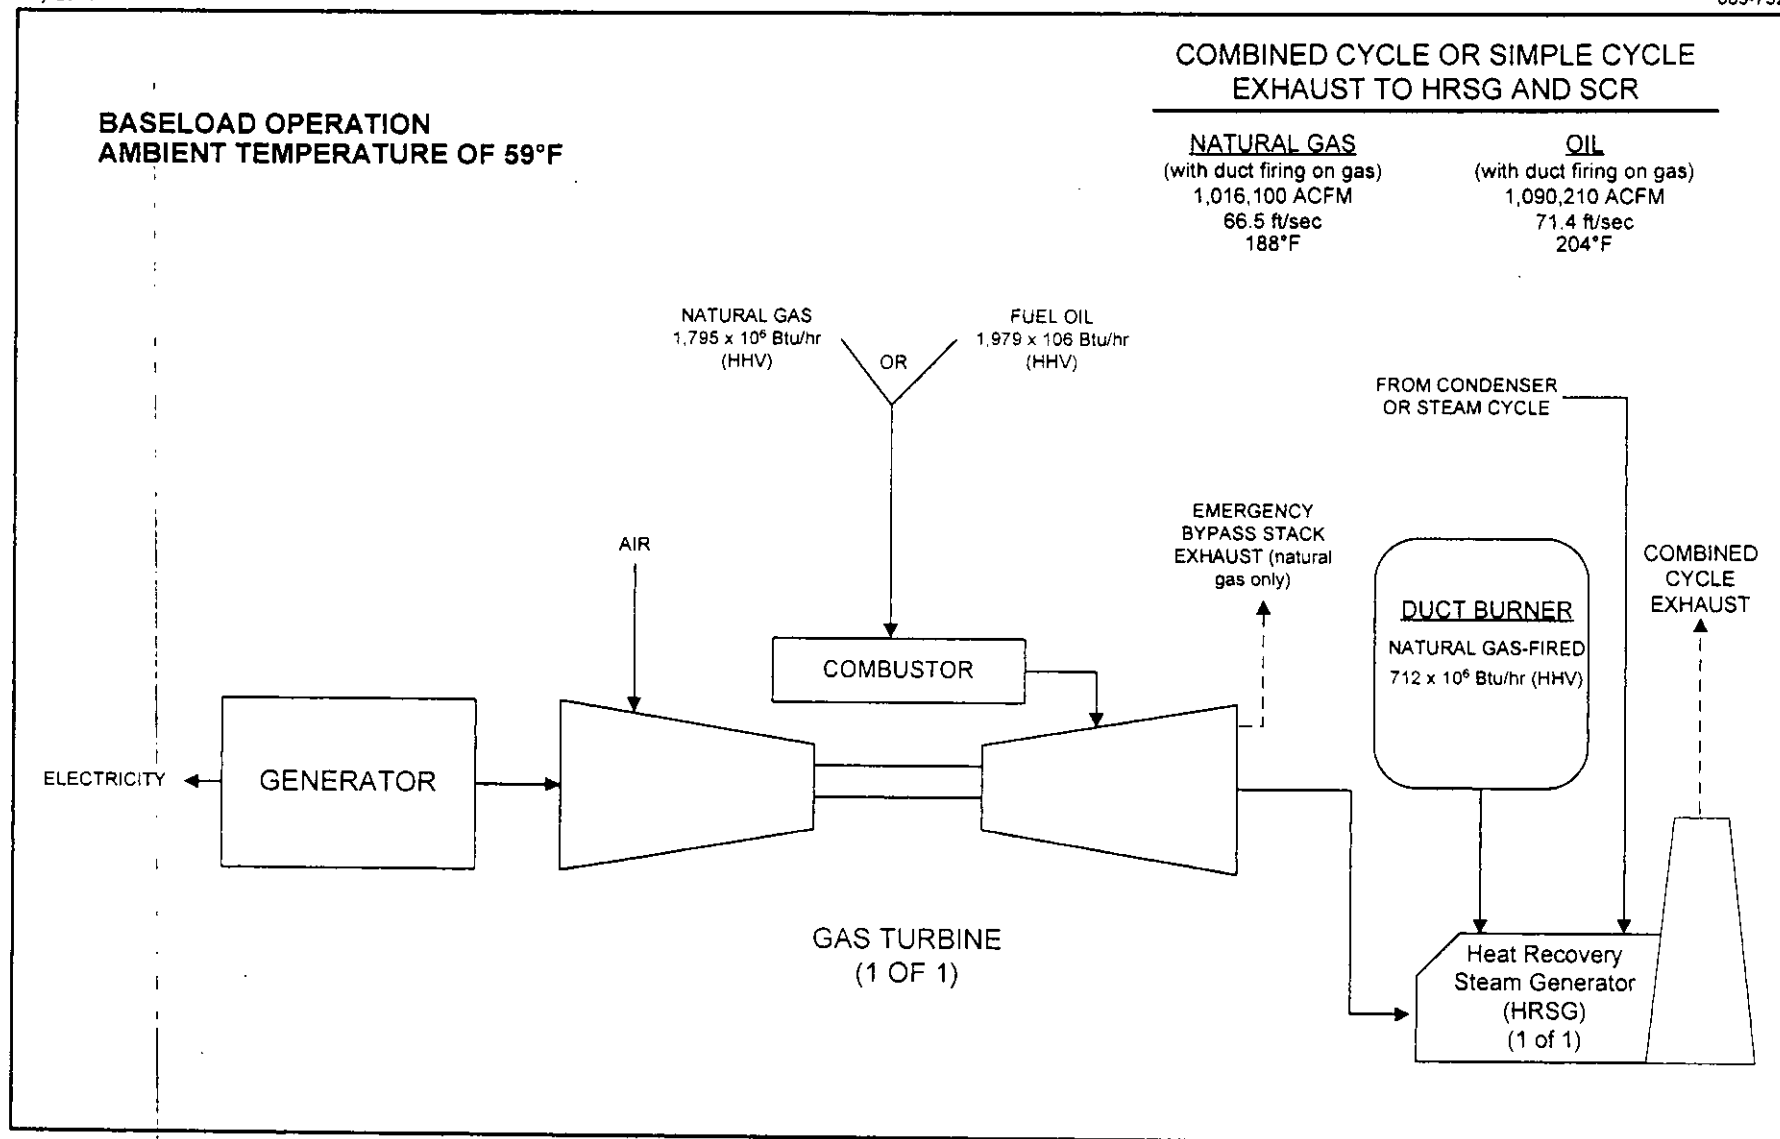 COMBINED CYCLE OR SIMPLE CYCLE
EXHAUST TO HRSG AND SCR
BASELOAD OPERATION
AMBIENT TEMPERATURE OF 59°F
NATURAL GAS
(with duct firing on gas)
1,016,100 ACFM
66.5 ft/sec
188°F
OIL
(with duct firing on gas)
1,090,210 ACFM
71.4 ft/sec
204°F
NATURAL GAS
1,795 x 10⁶ Btu/hr
(HHV)
OR
FUEL OIL
1,979 x 106 Btu/hr
(HHV)
FROM CONDENSER
OR STEAM CYCLE
AIR
EMERGENCY
BYPASS STACK
EXHAUST (natural
gas only)
COMBINED
CYCLE
EXHAUST
DUCT BURNER
NATURAL GAS-FIRED
712 x 10⁶ Btu/hr (HHV)
COMBUSTOR
ELECTRICITY
GENERATOR
GAS TURBINE
(1 OF 1)
Heat Recovery
Steam Generator
(HRSG)
(1 of 1)